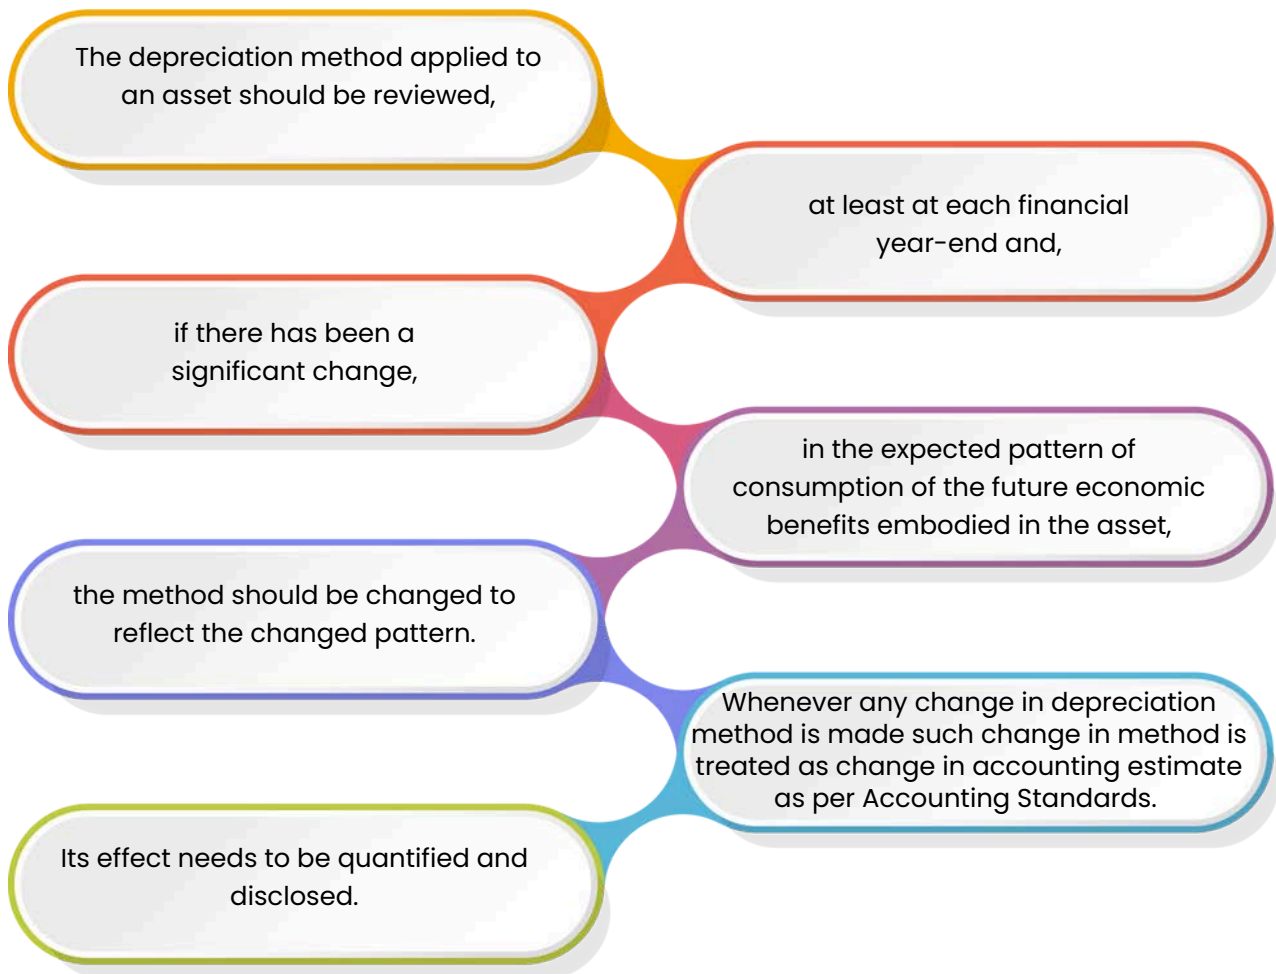 The depreciation method applied to
an asset should be reviewed,
at least at each financial
year-end and,
if there has been a
significant change,
in the expected pattern of
consumption of the future economic
benefits embodied in the asset,
the method should be changed to
reflect the changed pattern.
Whenever any change in depreciation
method is made such change in method is
treated as change in accounting estimate
as per Accounting Standards.
Its effect needs to be quantified and
disclosed.